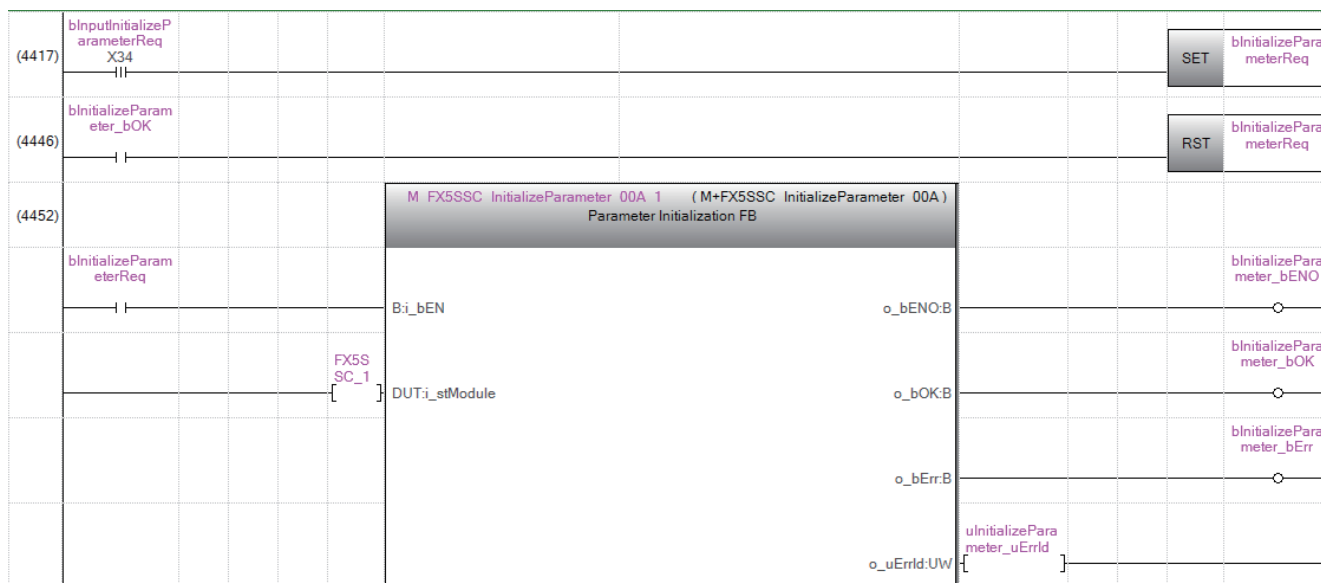 bInputInitializeP
arameterReq
(4417)
X34
SET
bInitializePara
meterReq
bInitializeParam
eter_bOK
(4446)
RST
bInitializePara
meterReq
(4452)
M FX5SSC InitializeParameter 00A 1 (M+FX5SSC InitializeParameter 00A)
Parameter Initialization FB
bInitializeParam
eterReq
B:i_bEN
o_bENO:B
bInitializePara
meter_bENO
FX5S
SC_1
DUT:i_stModule
o_bOK:B
bInitializePara
meter_bOK
o_bErr:B
bInitializePara
meter_bErr
o_uErrId:UW
uInitializePara
meter_uErrId